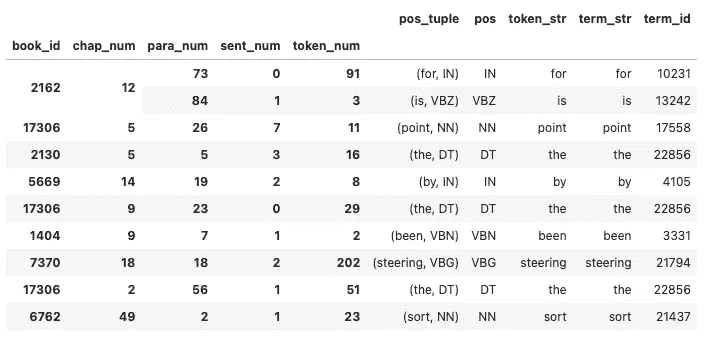 pos_tuple pos token_str term_str term_id
book_id chap_num para_num sent_num token_num
2162 12 73 0 91 (for, IN) IN for for 10231
84 1 3 (is, VBZ) VBZ is is 13242
17306 5 26 7 11 (point, NN) NN point point 17558
2130 5 5 3 16 (the, DT) DT the the 22856
5669 14 19 2 8 (by, IN) IN by by 4105
17306 9 23 0 29 (the, DT) DT the the 22856
1404 9 7 1 2 (been, VBN) VBN been been 3331
7370 18 18 2 202 (steering, VBG) VBG steering steering 21794
17306 2 56 1 51 (the, DT) DT the the 22856
6762 49 2 1 23 (sort, NN) NN sort sort 21437